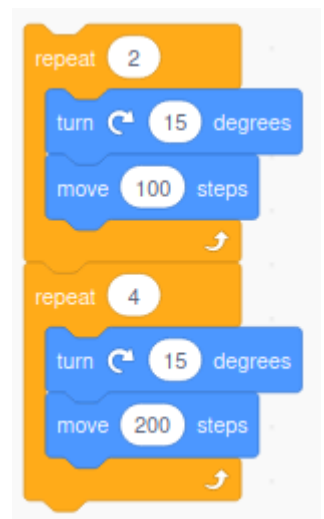 repeat 2
turn 15 degrees
move 100 steps
repeat 4
turn 15 degrees
move 200 steps